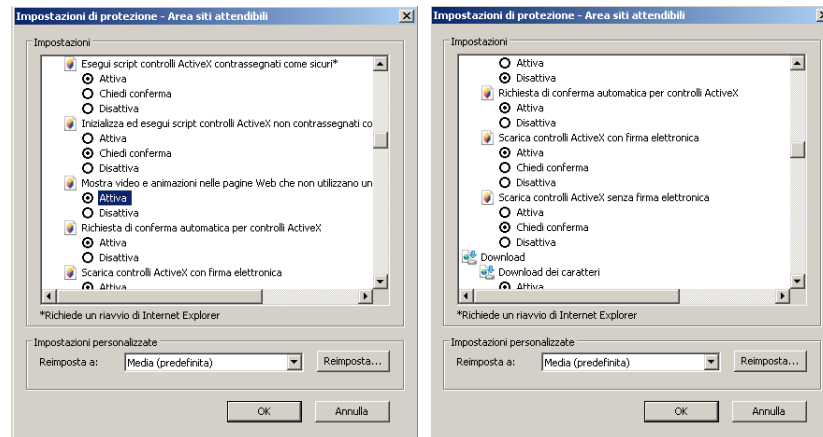 Impostazioni di protezione - Area siti attendibili
Impostazioni
Esegui script controlli ActiveX contrassegnati come sicuri*
Attiva
Chiedi conferma
Disattiva
Inizializza ed esegui script controlli ActiveX non contrassegnati co
Attiva
Chiedi conferma
Disattiva
Mostra video e animazioni nelle pagine Web che non utilizzano un
Attiva
Disattiva
Richiesta di conferma automatica per controlli ActiveX
Attiva
Disattiva
Scarica controlli ActiveX con firma elettronica
Attiva
*Richiede un riavvio di Internet Explorer
Impostazioni personalizzate
Reimposta a: Media (predefinita) Reimposta...
OK Annulla
Impostazioni di protezione - Area siti attendibili
Impostazioni
Attiva
Disattiva
Richiesta di conferma automatica per controlli ActiveX
Attiva
Disattiva
Scarica controlli ActiveX con firma elettronica
Attiva
Chiedi conferma
Disattiva
Scarica controlli ActiveX senza firma elettronica
Attiva
Chiedi conferma
Disattiva
Download
Download dei caratteri
Attiva
*Richiede un riavvio di Internet Explorer
Impostazioni personalizzate
Reimposta a: Media (predefinita) Reimposta...
OK Annulla